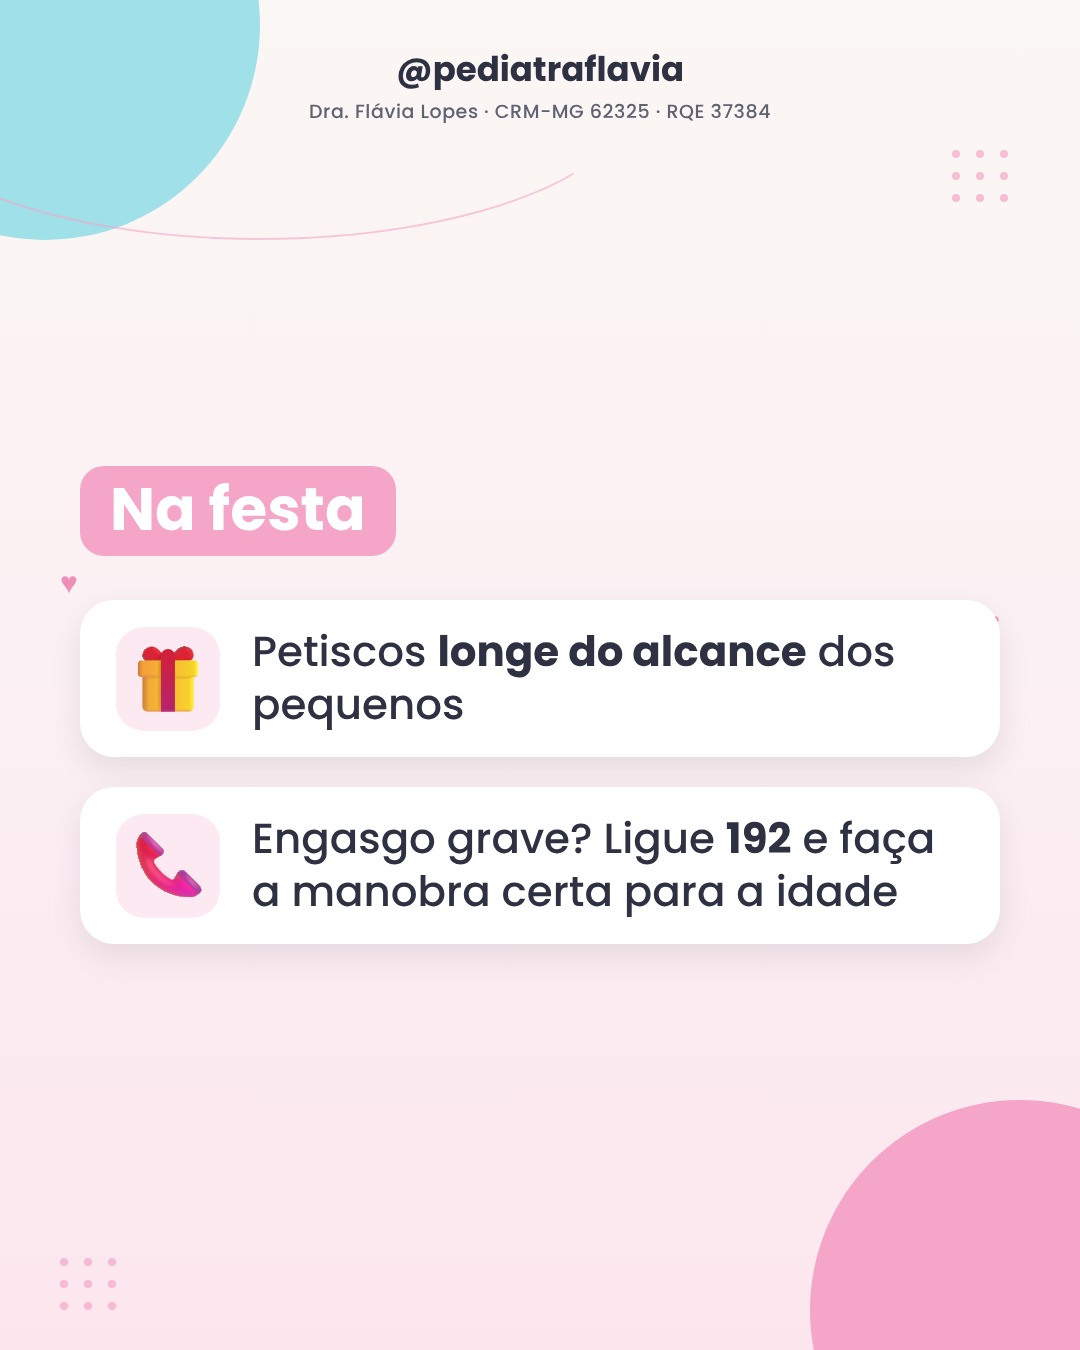 @pediatraflavia
Dra. Flávia Lopes · CRM-MG 62325 · RQE 37384
Na festa
Petiscos longe do alcance dos
pequenos
Engasgo grave? Ligue 192 e faça
a manobra certa para a idade